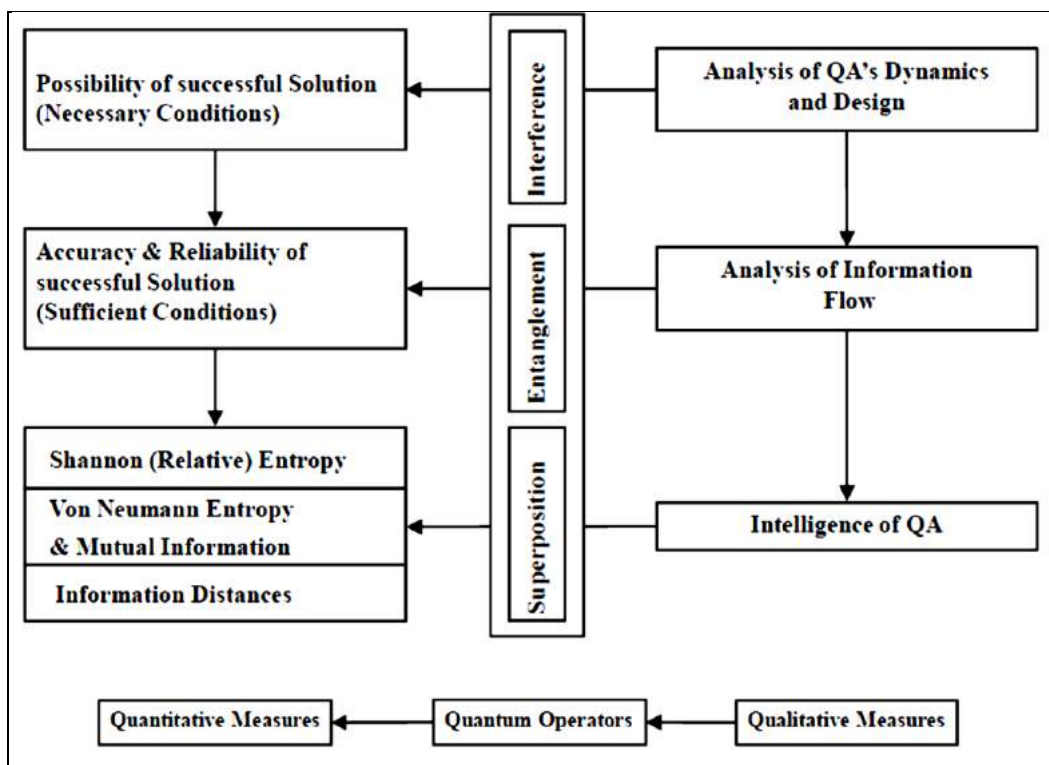 Possibility of successful Solution
(Necessary Conditions)
Accuracy & Reliability of
successful Solution
(Sufficient Conditions)
Shannon (Relative) Entropy
Von Neumann Entropy
& Mutual Information
Information Distances
Interference
Entanglement
Superposition
Analysis of QA's Dynamics
and Design
Analysis of Information
Flow
Intelligence of QA
Quantitative Measures
Quantum Operators
Qualitative Measures